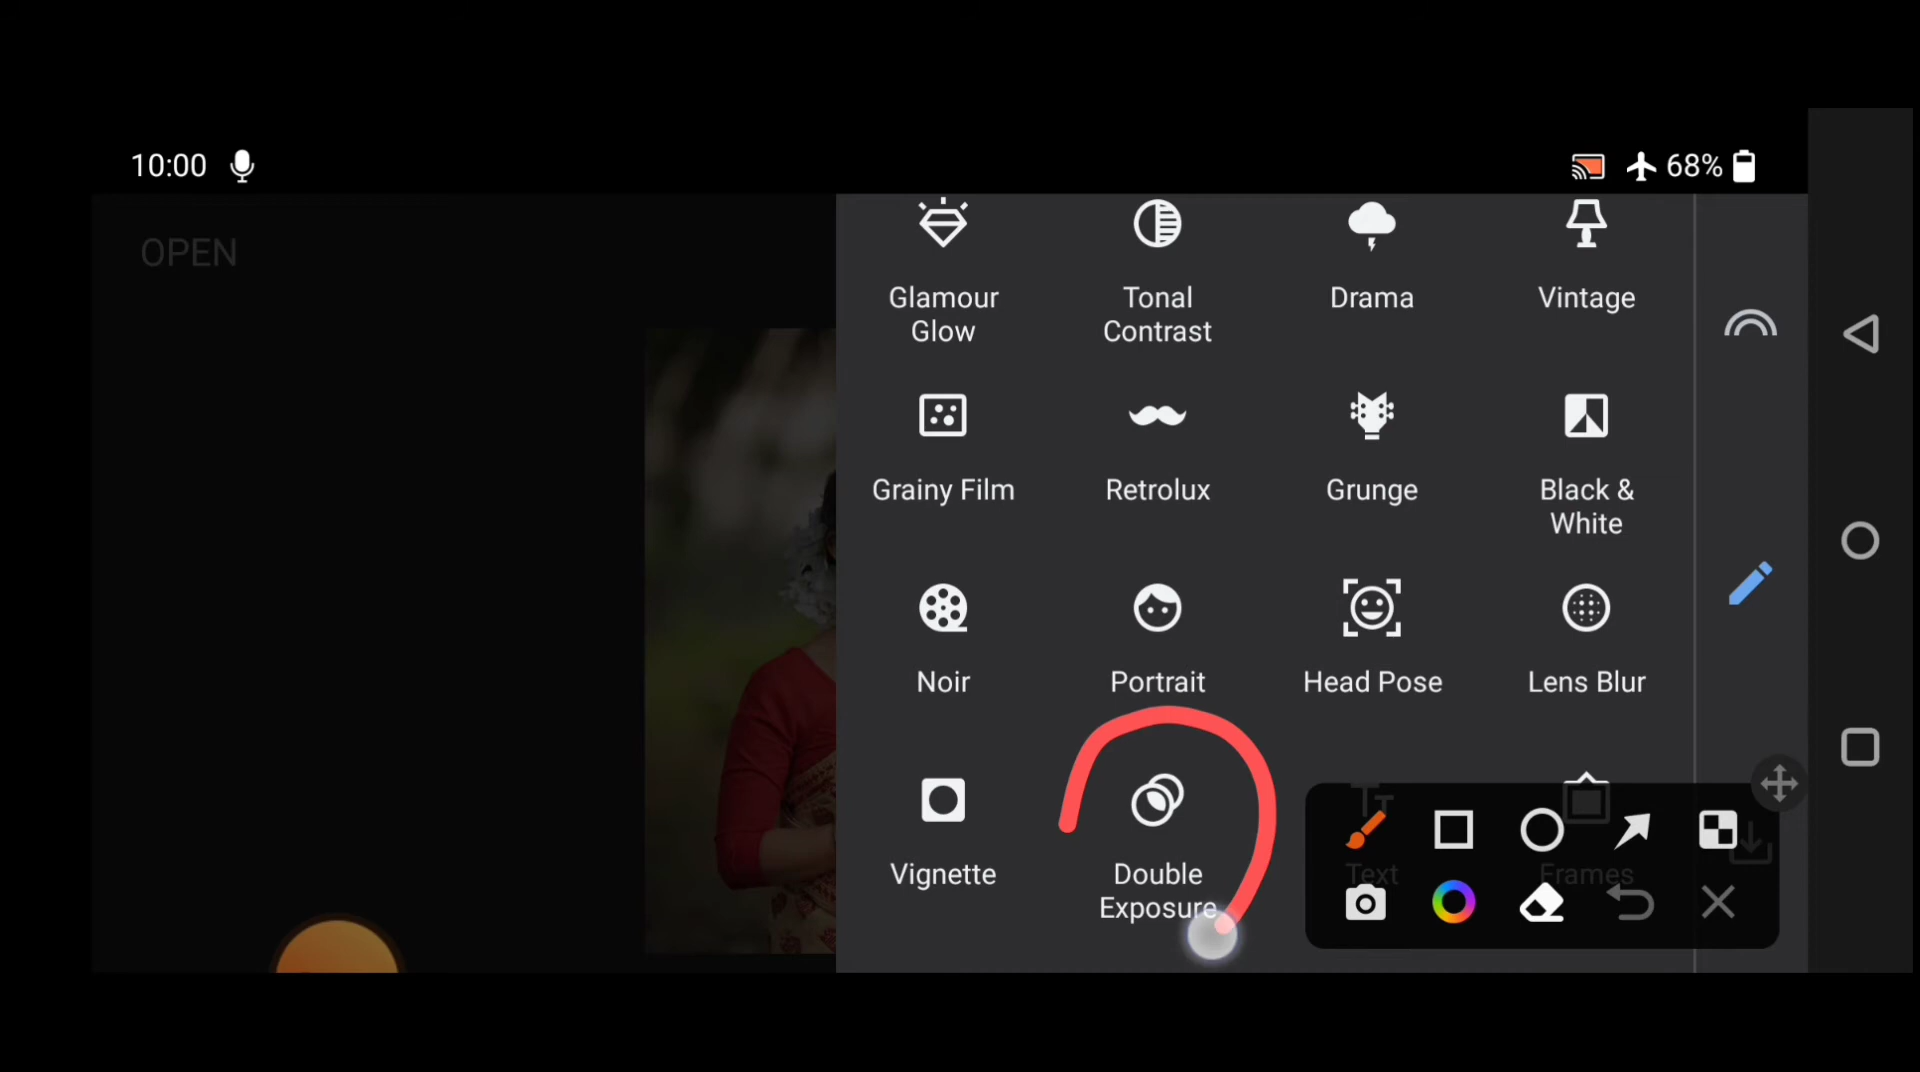 10:00
68%
OPEN
Glamour
Glow
Tonal
Contrast
Drama
Vintage
Grainy Film
Retrolux
Grunge
Black &
White
Noir
Portrait
Head Pose
Lens Blur
Vignette
Double
Exposure
Text
Frames